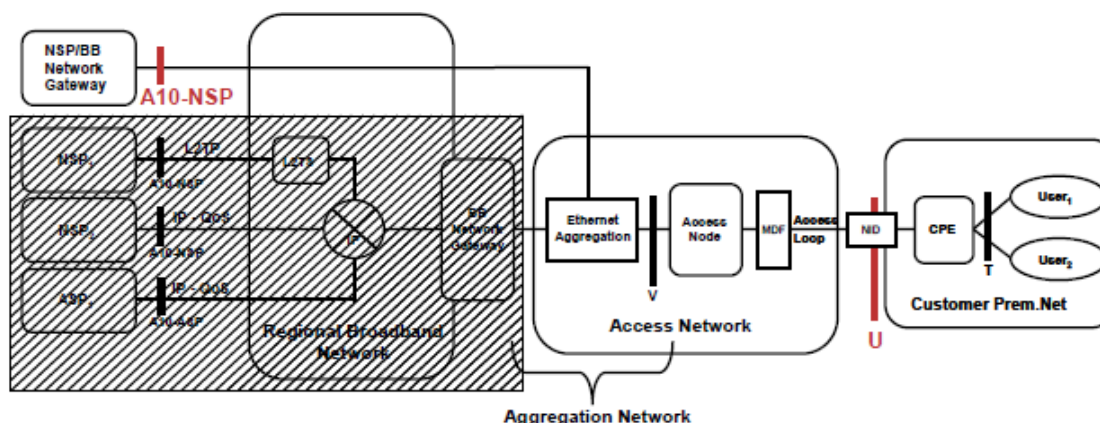 NSP/BB
Network
Gateway
A10-NSP
L2TP
L2TS
A10-NSP
IP - QoS
NSP₂
IP
A10-NSP
IP - QoS
A10-ASP
BB
Network
Gateway
Regional Broadband
Network
Ethernet
Aggregation
V
Access
Node
MDF
Access
Loop
Access Network
NID
U
CPE
T
User₁
User₂
Customer Prem.Net
Aggregation Network